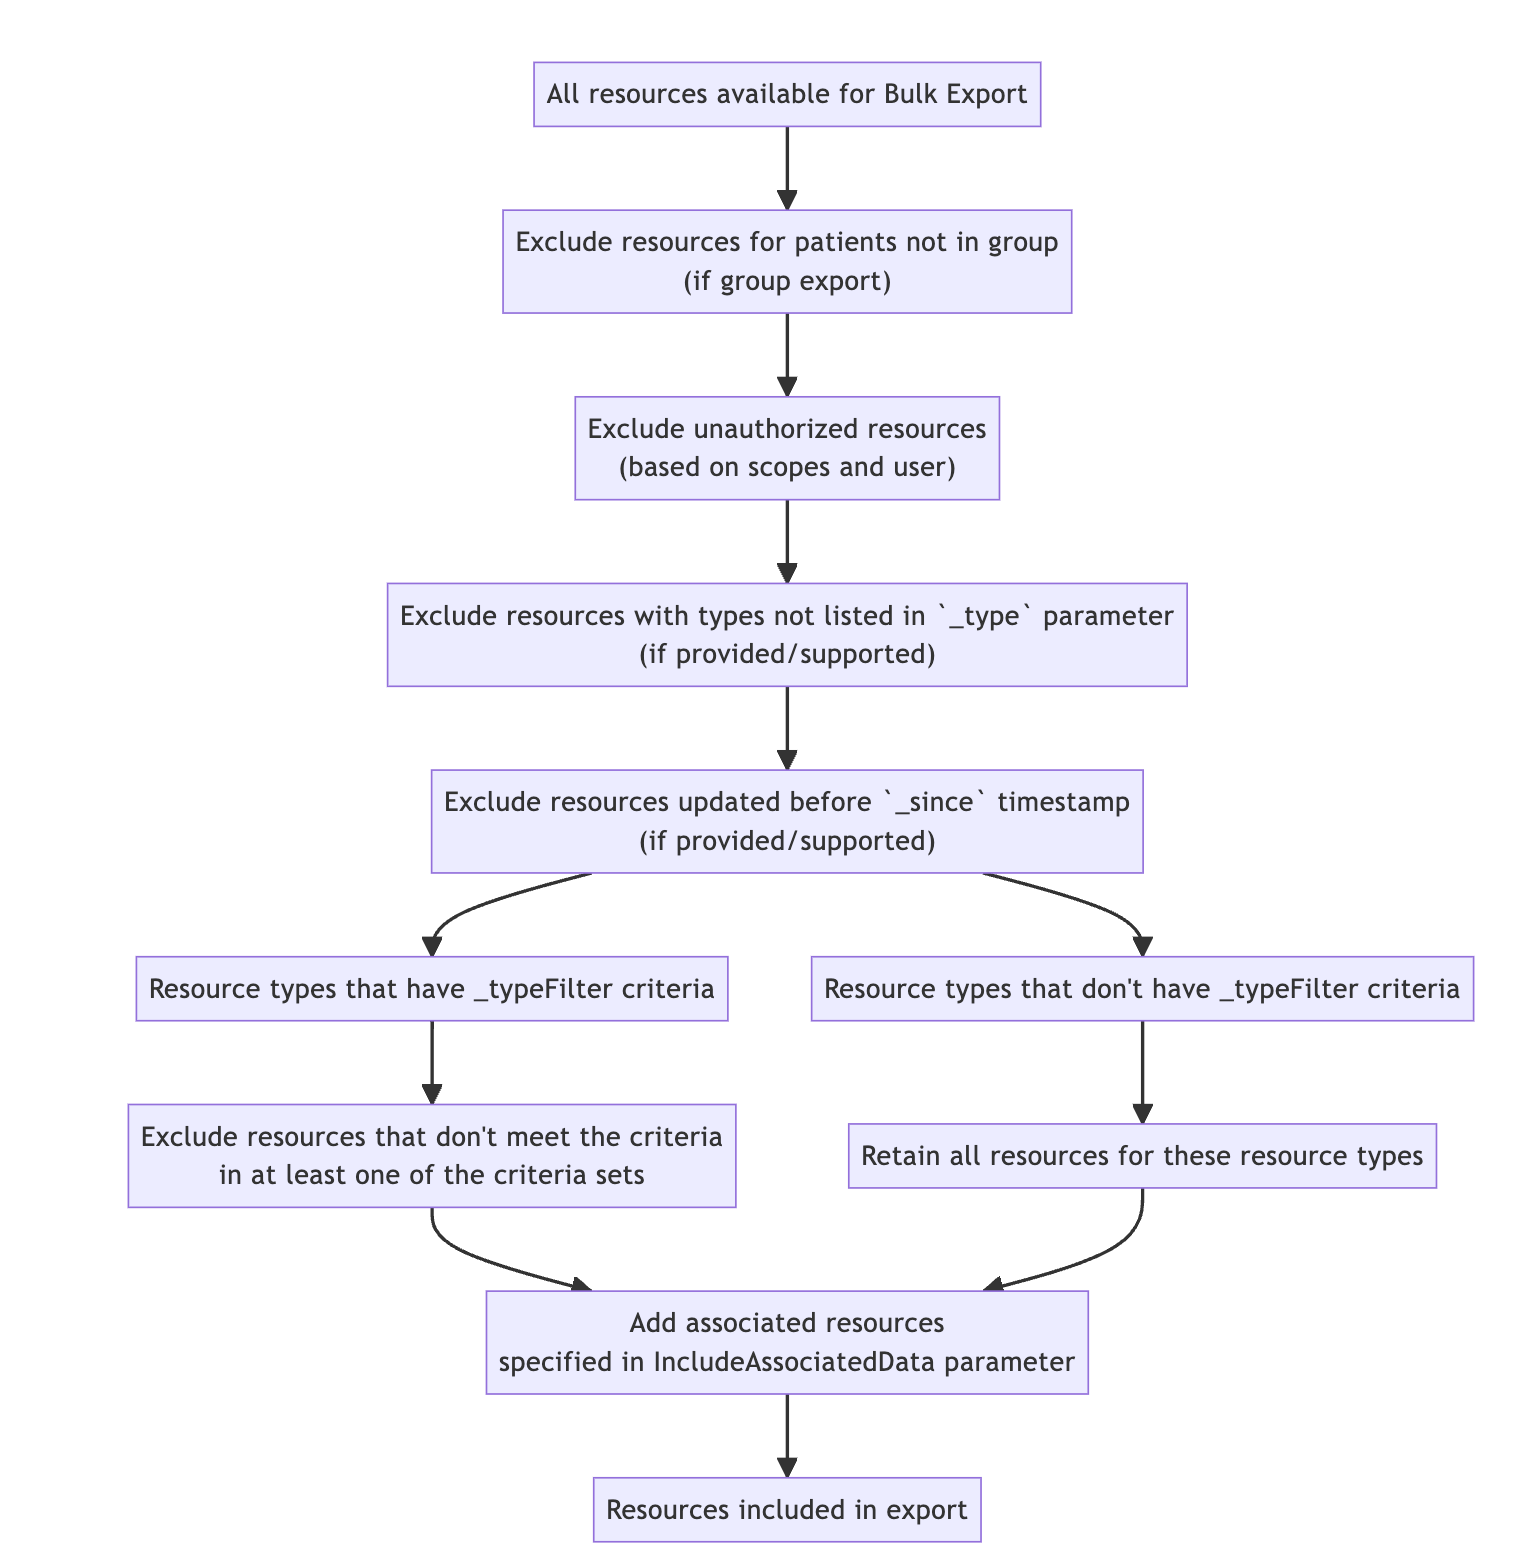 All resources available for Bulk Export
Exclude resources for patients not in group
(if group export)
Exclude unauthorized resources
(based on scopes and user)
Exclude resources with types not listed in `_type` parameter
(if provided/supported)
Exclude resources updated before `_since` timestamp
(if provided/supported)
Resource types that have _typeFilter criteria
Resource types that don't have _typeFilter criteria
Exclude resources that don't meet the criteria
in at least one of the criteria sets
Retain all resources for these resource types
Add associated resources
specified in IncludeAssociatedData parameter
Resources included in export